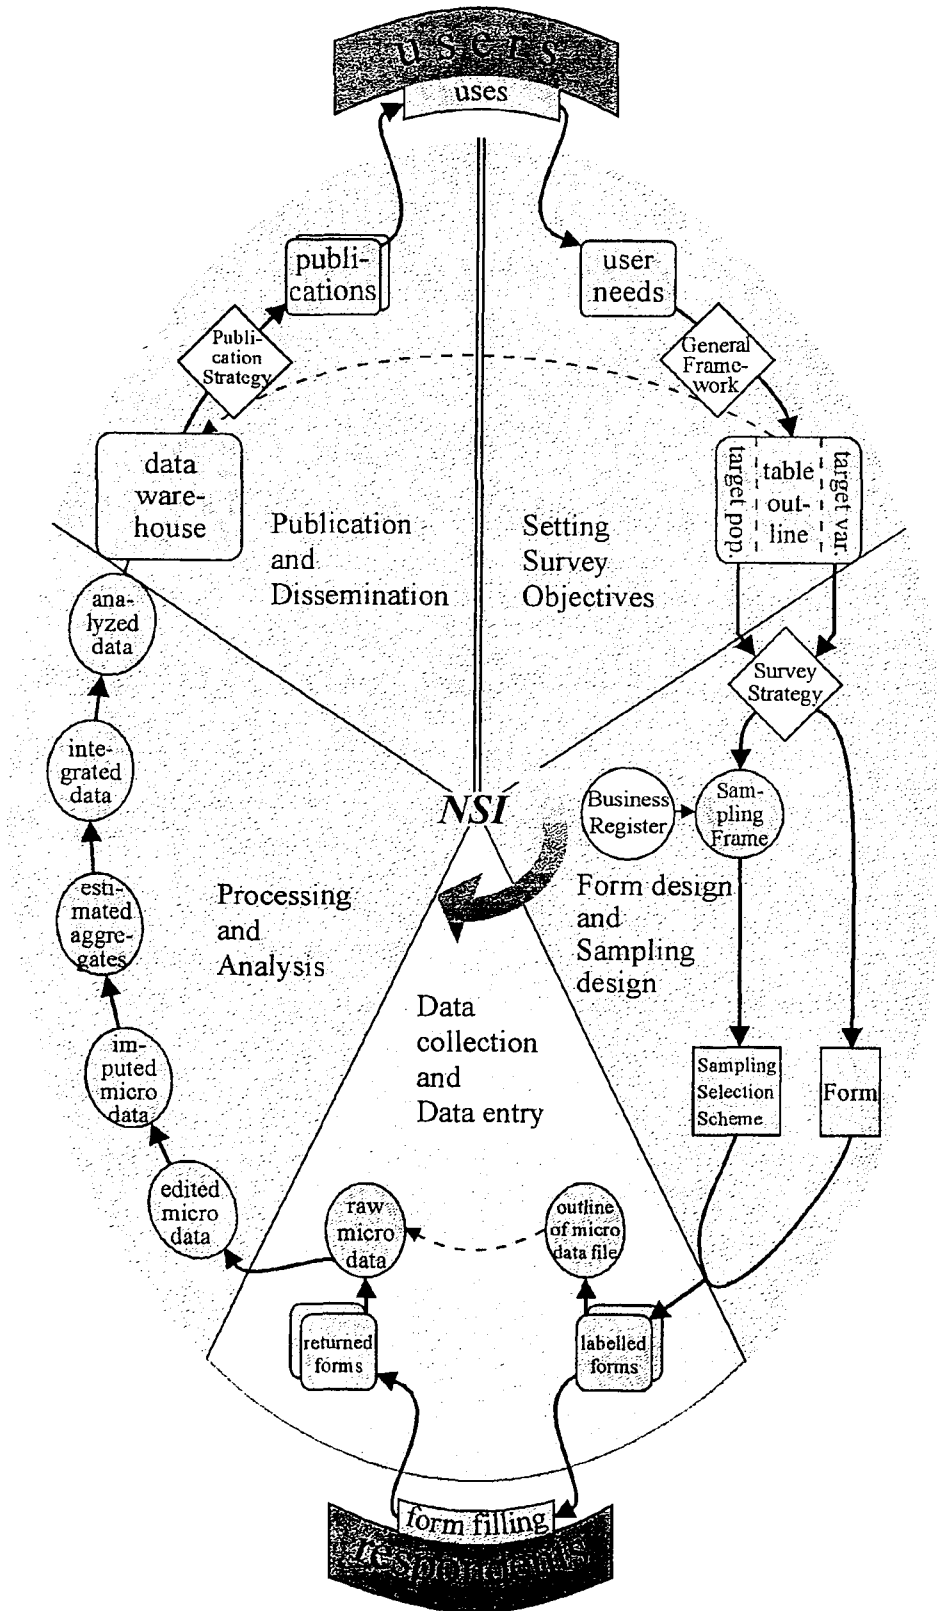 users
uses
publi-
cations
user
needs
Publi-
cation
Strategy
General
Frame-
work
data
ware-
house
target pop.
table
out-
line
target var.
Publication
and
Dissemination
Setting
Survey
Objectives
ana-
lyzed
data
Survey
Strategy
inte-
grated
data
NSI
Business
Register
Sam-
pling
Frame
esti-
mated
aggre-
gates
Processing
and
Analysis
Form design
and
Sampling
design
Data
collection
and
Data entry
im-
puted
micro
data
Sampling
Selection
Scheme
Form
edited
micro
data
raw
micro
data
outline
of micro
data file
returned
forms
labelled
forms
form filling
respondents